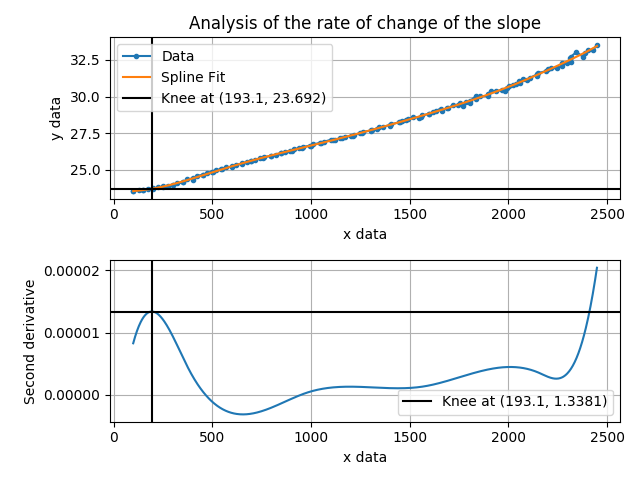 Analysis of the rate of change of the slope
32.5
30.0
27.5
25.0
y data
Data
Spline Fit
Knee at (193.1, 23.692)
0 500 1000 1500 2000 2500
x data
0.00002
0.00001
0.00000
Second derivative
Knee at (193.1, 1.3381)
0 500 1000 1500 2000 2500
x data